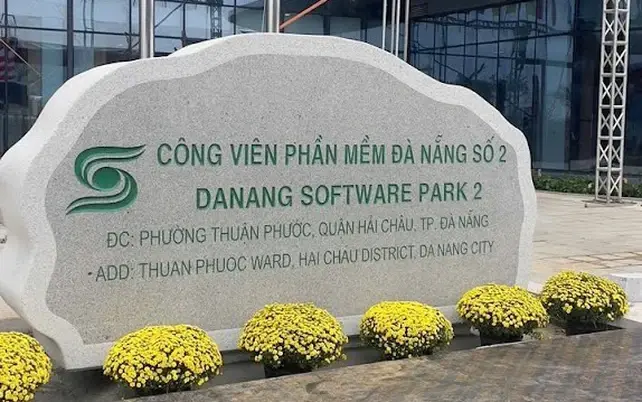 CÔNG VIÊN PHẦN MỀM ĐÀ NẴNG SỐ 2
DANANG SOFTWARE PARK 2
ĐC: PHƯỜNG THUẬN PHƯỚC, QUẬN HẢI CHÂU, TP. ĐÀ NẴNG
- ADD: THUAN PHUOC WARD, HAI CHAU DISTRICT, DA NANG CITY